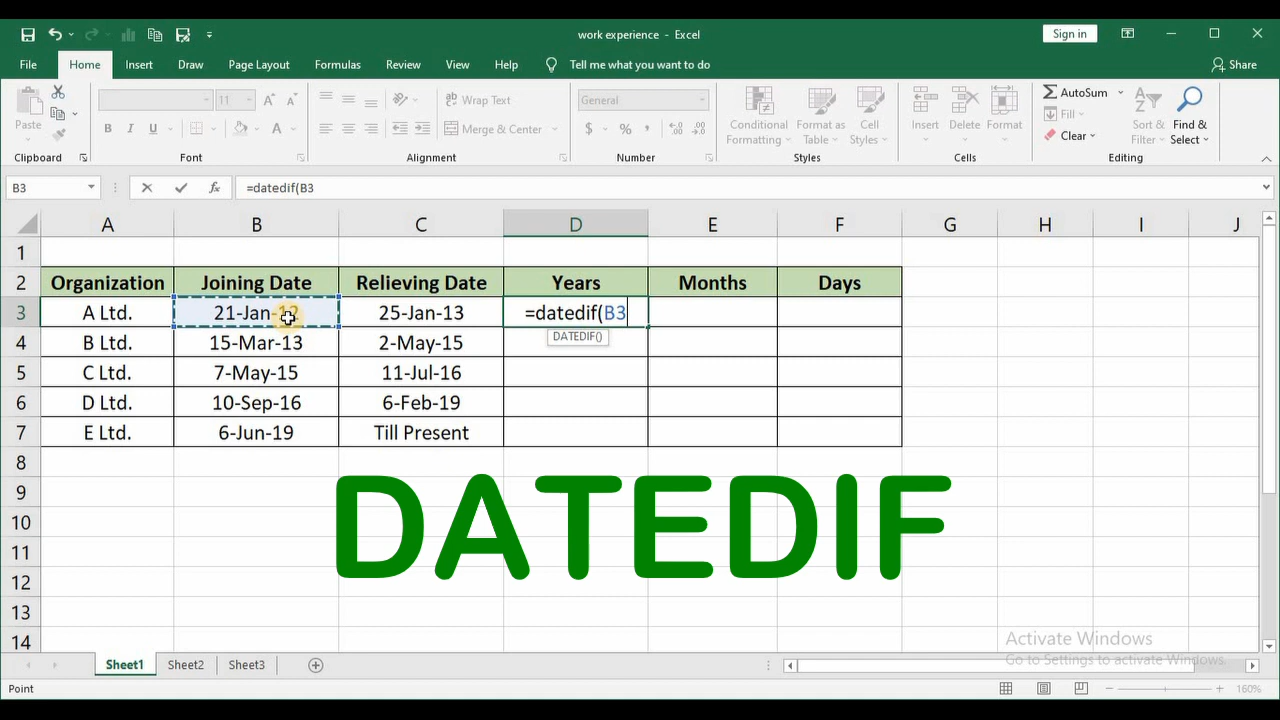 work experience - Excel
Sign in
File Home Insert Draw Page Layout Formulas Review View Help Tell me what you want to do Share
Paste
Clipboard
11
B I U A
Font
Wrap Text
Merge & Center
Alignment
General
$ % ,
Number
Conditional Formatting
Format as Table
Cell Styles
Styles
Insert Delete Format
Cells
AutoSum
Fill
Clear
Sort & Filter
Find & Select
Editing
B3 fx =datedif(B3
A B C D E F G H I J
1
2 Organization Joining Date Relieving Date Years Months Days
3 A Ltd. 21-Jan- 25-Jan-13 =datedif(B3
DATEDIF()
4 B Ltd. 15-Mar-13 2-May-15
5 C Ltd. 7-May-15 11-Jul-16
6 D Ltd. 10-Sep-16 6-Feb-19
7 E Ltd. 6-Jun-19 Till Present
8
9
10
11
12
13
14
DATEDIF
Activate Windows
Go to Settings to activate Windows.
Sheet1 Sheet2 Sheet3
Point
160%